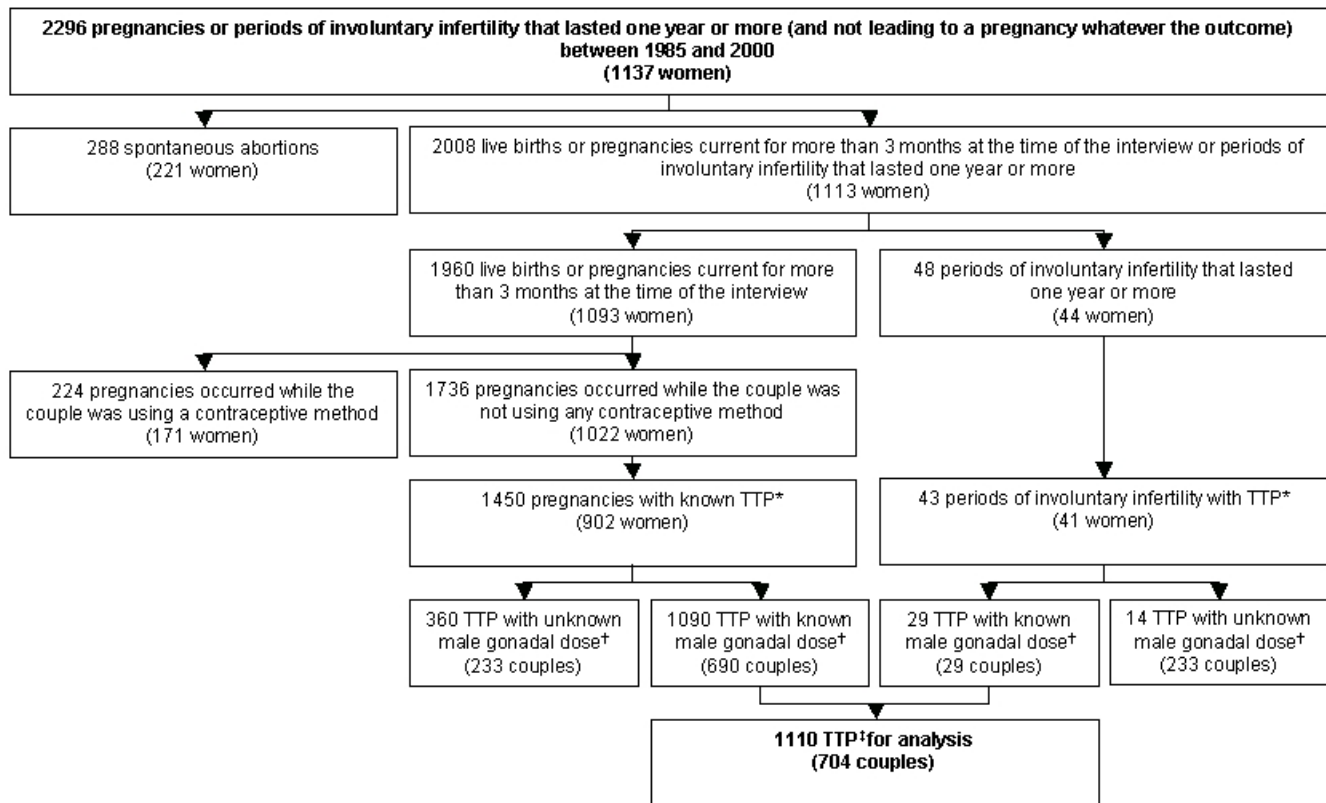 2296 pregnancies or periods of involuntary infertility that lasted one year or more (and not leading to a pregnancy whatever the outcome)
between 1985 and 2000
(1137 women)
288 spontaneous abortions
(221 women)
2008 live births or pregnancies current for more than 3 months at the time of the interview or periods of
involuntary infertility that lasted one year or more
(1113 women)
1960 live births or pregnancies current for more
than 3 months at the time of the interview
(1093 women)
48 periods of involuntary infertility that lasted
one year or more
(44 women)
224 pregnancies occurred while the
couple was using a contraceptive method
(171 women)
1736 pregnancies occurred while the couple was
not using any contraceptive method
(1022 women)
1450 pregnancies with known TTP*
(902 women)
43 periods of involuntary infertility with TTP*
(41 women)
360 TTP with unknown
male gonadal dose†
(233 couples)
1090 TTP with known
male gonadal dose†
(690 couples)
29 TTP with known
male gonadal dose†
(29 couples)
14 TTP with unknown
male gonadal dose†
(233 couples)
1110 TTP‡for analysis
(704 couples)